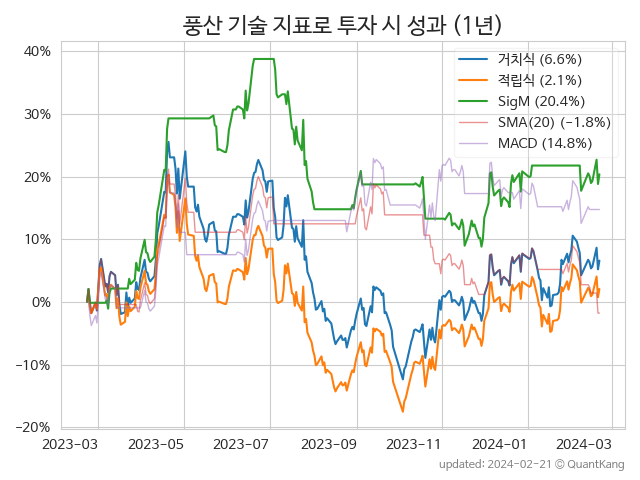 풍산 기술 지표로 투자 시 성과 (1년)
40%
30%
20%
10%
0%
−10%
−20%
거치식 (6.6%)
적립식 (2.1%)
SigM (20.4%)
SMA(20) (−1.8%)
MACD (14.8%)
2023-03 2023-05 2023-07 2023-09 2023-11 2024-01 2024-03
updated: 2024-02-21 © QuantKang